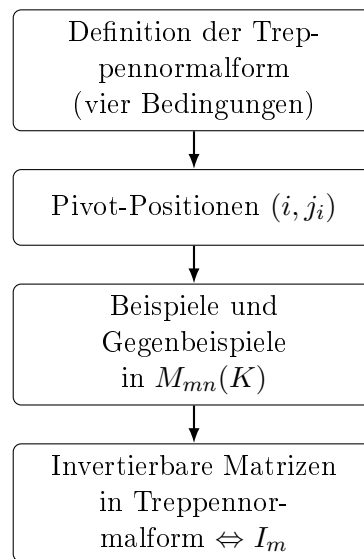 Definition der Trep-
pennormalform
(vier Bedingungen)
Pivot-Positionen (i, j_i)
Beispiele und
Gegenbeispiele
in M_{mn}(K)
Invertierbare Matrizen
in Treppennor-
malform ⇔ I_m